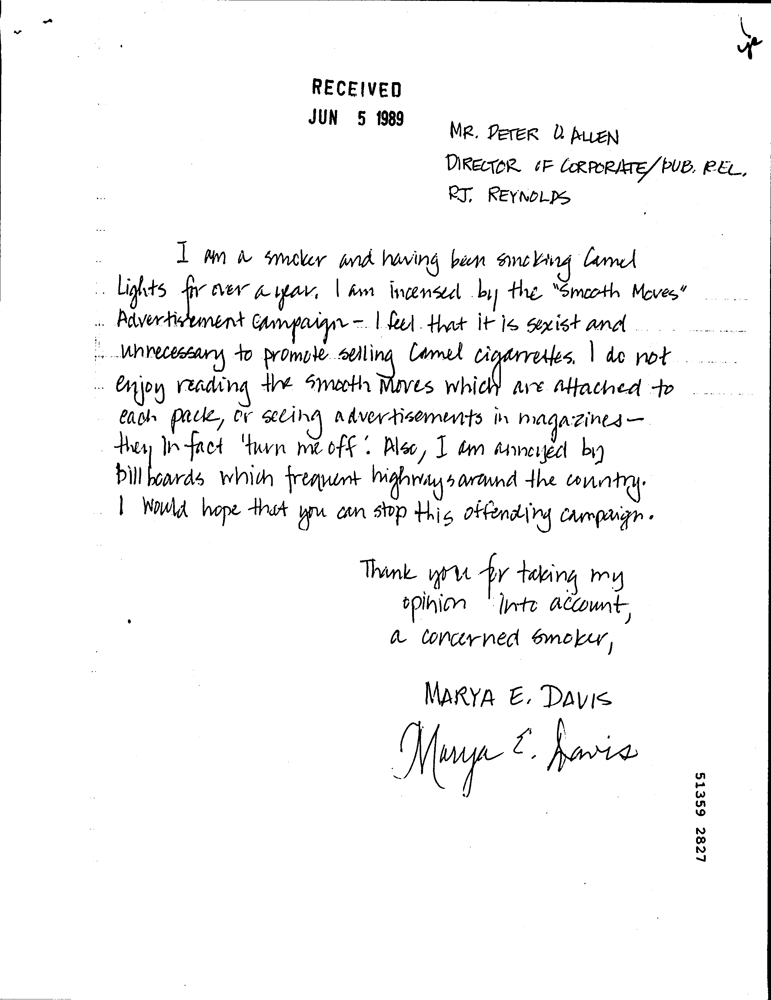 RECEIVED
JUN 5 1989
MR. PETER D. ALLEN
DIRECTOR OF CORPORATE/PUB. REL.
RJ. REYNOLDS
I am a smoker and having been smoking Camel
Lights for over a year, I am incensed by the "Smooth Moves"
Advertisement Campaign - I feel that it is sexist and
unnecessary to promote selling Camel cigarrettes. I do not
enjoy reading the smooth moves which are attached to
each pack, or seeing advertisements in magazines —
they in fact 'turn me off'. Also, I am annoyed by
billboards which frequent highways around the country.
I would hope that you can stop this offending campaign.
Thank you for taking my
opinion into account,
a concerned smoker,
MARYA E. DAVIS
Marya E. Davis
51359 2827